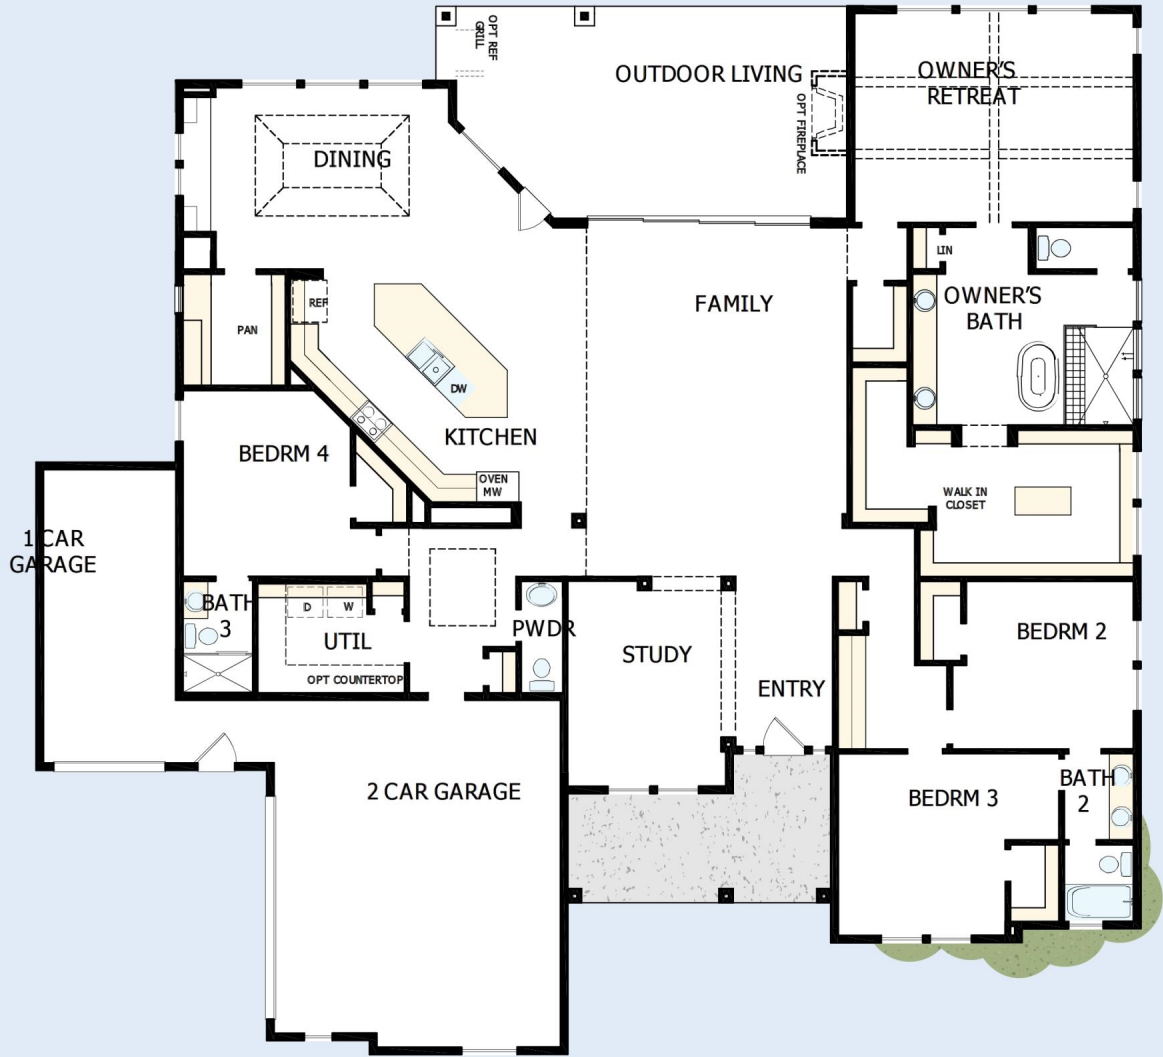 OPT REF
GRILL
OUTDOOR LIVING
OPT FIREPLACE
OWNER'S
RETREAT
DINING
LIN
REF
FAMILY
OWNER'S
BATH
PAN
DW
KITCHEN
BEDRM 4
OVEN
MW
WALK IN
CLOSET
1 CAR
GARAGE
BATH
3
D
W
UTIL
PWDR
STUDY
BEDRM 2
OPT COUNTERTOP
ENTRY
2 CAR GARAGE
BEDRM 3
BATH
2